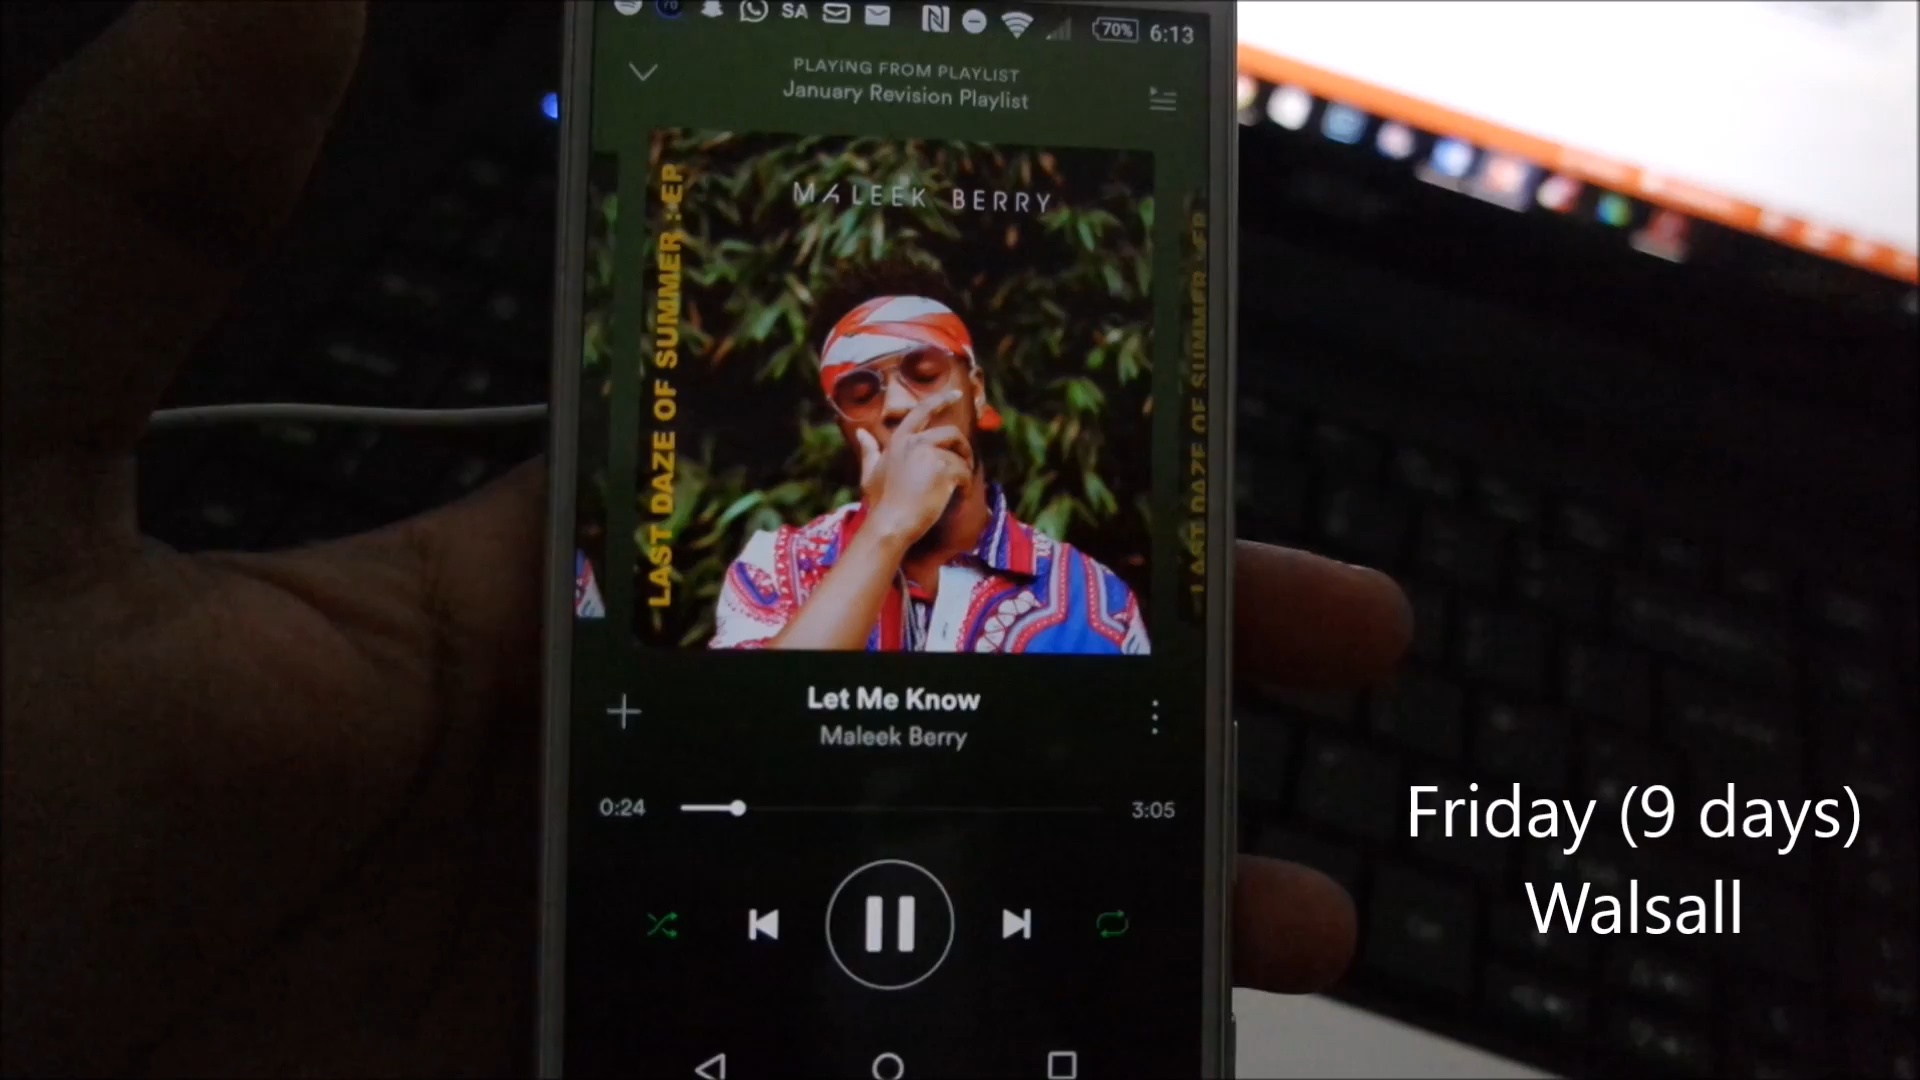 SA
70%
6:13
PLAYING FROM PLAYLIST
January Revision Playlist
MALEEK BERRY
LAST DAZE OF SUMMER : EP
LAST DAZE OF SUMMER : EP
Let Me Know
Maleek Berry
0:24
3:05
Friday (9 days)
Walsall